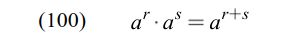 (100) a^r · a^s = a^{r+s}